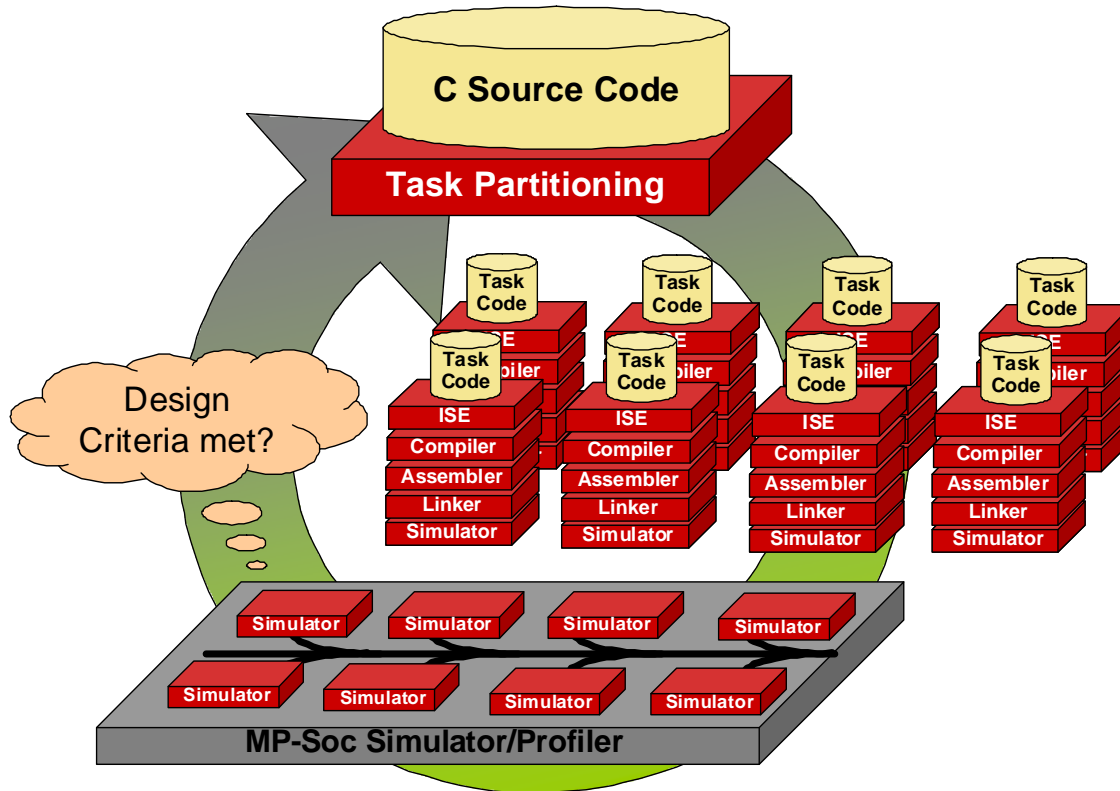 C Source Code
Task Partitioning
Task
Code
Task
Code
Task
Code
Task
Code
Task
Code
Task
Code
Task
Code
Task
Code
ISE
Compiler
Assembler
Linker
Simulator
ISE
Compiler
Assembler
Linker
Simulator
ISE
Compiler
Assembler
Linker
Simulator
ISE
Compiler
Assembler
Linker
Simulator
Design
Criteria met?
Simulator
Simulator
Simulator
Simulator
Simulator
Simulator
Simulator
Simulator
MP-Soc Simulator/Profiler